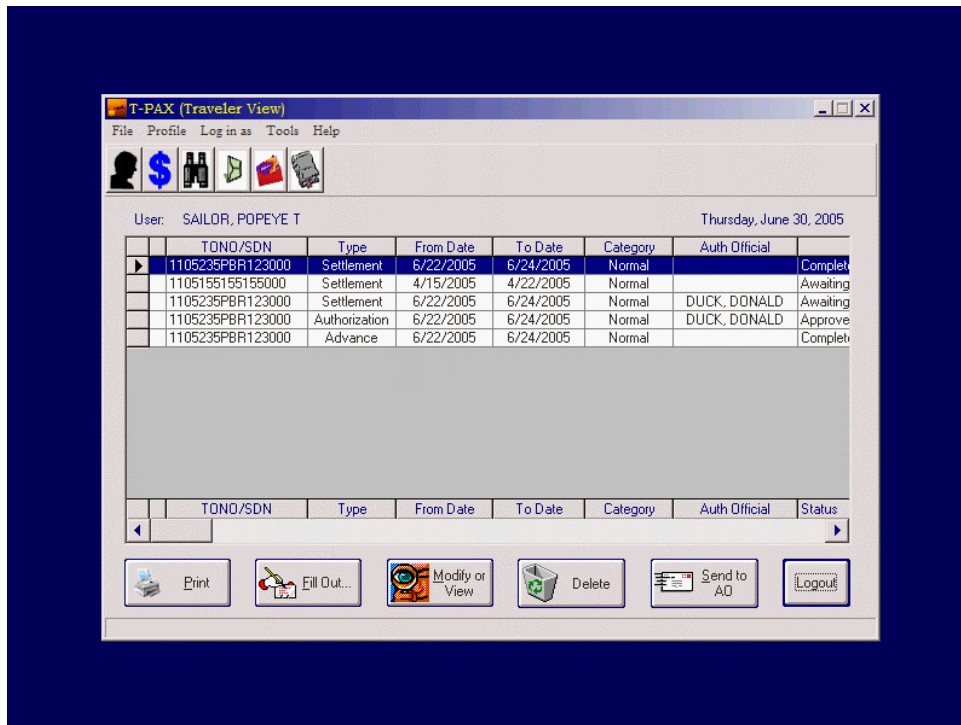 T-PAX (Traveler View)
File Profile Log in as Tools Help
User: SAILOR, POPEYE T Thursday, June 30, 2005
TONO/SDN Type From Date To Date Category Auth Official
1105235PBR123000 Settlement 6/22/2005 6/24/2005 Normal Complete
1105155155155000 Settlement 4/15/2005 4/22/2005 Normal Awaiting
1105235PBR123000 Settlement 6/22/2005 6/24/2005 Normal DUCK, DONALD Awaiting
1105235PBR123000 Authorization 6/22/2005 6/24/2005 Normal DUCK, DONALD Approve
1105235PBR123000 Advance 6/22/2005 6/24/2005 Normal Complete
TONO/SDN Type From Date To Date Category Auth Official Status
Print Fill Out... Modify or View Delete Send to AO Logout